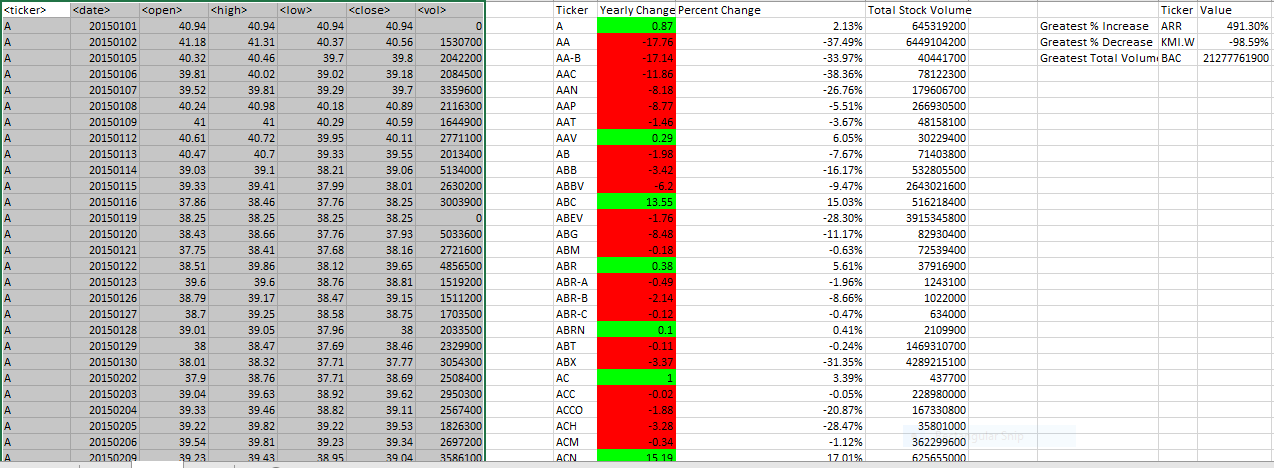 <ticker> <date> <open> <high> <low> <close> <vol> Ticker Yearly Change Percent Change Total Stock Volume Ticker Value
A 20150101 40.94 40.94 40.94 40.94 0 A 0.87 2.13% 645319200 Greatest % Increase ARR 491.30%
A 20150102 41.18 41.31 40.37 40.56 1530700 AA -17.76 -37.49% 6449104200 Greatest % Decrease KMI.W -98.59%
A 20150105 40.32 40.46 39.7 39.8 2042200 AA-B -17.14 -33.97% 40441700 Greatest Total Volum BAC 21277761900
A 20150106 39.81 40.02 39.02 39.18 2084500 AAC -11.86 -38.36% 78122300
A 20150107 39.52 39.81 39.29 39.7 3359600 AAN -8.18 -26.76% 179606700
A 20150108 40.24 40.98 40.18 40.89 2116300 AAP -8.77 -5.51% 266930500
A 20150109 41 41 40.29 40.59 1644900 AAT -1.46 -3.67% 48158100
A 20150112 40.61 40.72 39.95 40.11 2771100 AAV 0.29 6.05% 30229400
A 20150113 40.47 40.7 39.33 39.55 2013400 AB -1.98 -7.67% 71403800
A 20150114 39.03 39.1 38.21 39.06 5134000 ABB -3.42 -16.17% 532805500
A 20150115 39.33 39.41 37.99 38.01 2630200 ABBV -6.2 -9.47% 2643021600
A 20150116 37.86 38.46 37.76 38.25 3003900 ABC 13.55 15.03% 516218400
A 20150119 38.25 38.25 38.25 38.25 0 ABEV -1.76 -28.30% 3915345800
A 20150120 38.43 38.66 37.76 37.93 5033600 ABG -8.48 -11.17% 82930400
A 20150121 37.75 38.41 37.68 38.16 2721600 ABM -0.18 -0.63% 72539400
A 20150122 38.51 39.86 38.12 39.65 4856500 ABR 0.38 5.61% 37916900
A 20150123 39.6 39.6 38.76 38.81 1519200 ABR-A -0.49 -1.96% 1243100
A 20150126 38.79 39.17 38.47 39.15 1511200 ABR-B -2.14 -8.66% 1022000
A 20150127 38.7 39.25 38.58 38.75 1703500 ABR-C -0.12 -0.47% 634000
A 20150128 39.01 39.05 37.96 38 2033500 ABRN 0.1 0.41% 2109900
A 20150129 38 38.47 37.69 38.46 2329900 ABT -0.11 -0.24% 1469310700
A 20150130 38.01 38.32 37.71 37.77 3054300 ABX -3.37 -31.35% 4289215100
A 20150202 37.9 38.76 37.71 38.69 2508400 AC 1 3.39% 437700
A 20150203 39.04 39.63 38.92 39.62 2950300 ACC -0.02 -0.05% 228980000
A 20150204 39.33 39.46 38.82 39.11 2567400 ACCO -1.88 -20.87% 167330800
A 20150205 39.22 39.82 39.22 39.53 1826300 ACH -3.28 -28.47% 35801000
A 20150206 39.54 39.81 39.23 39.34 2697200 ACM -0.34 -1.12% 362299600 gular Snip
A 20150209 39.23 39.43 38.95 39.04 3586100 ACN 15.19 17.01% 625655000